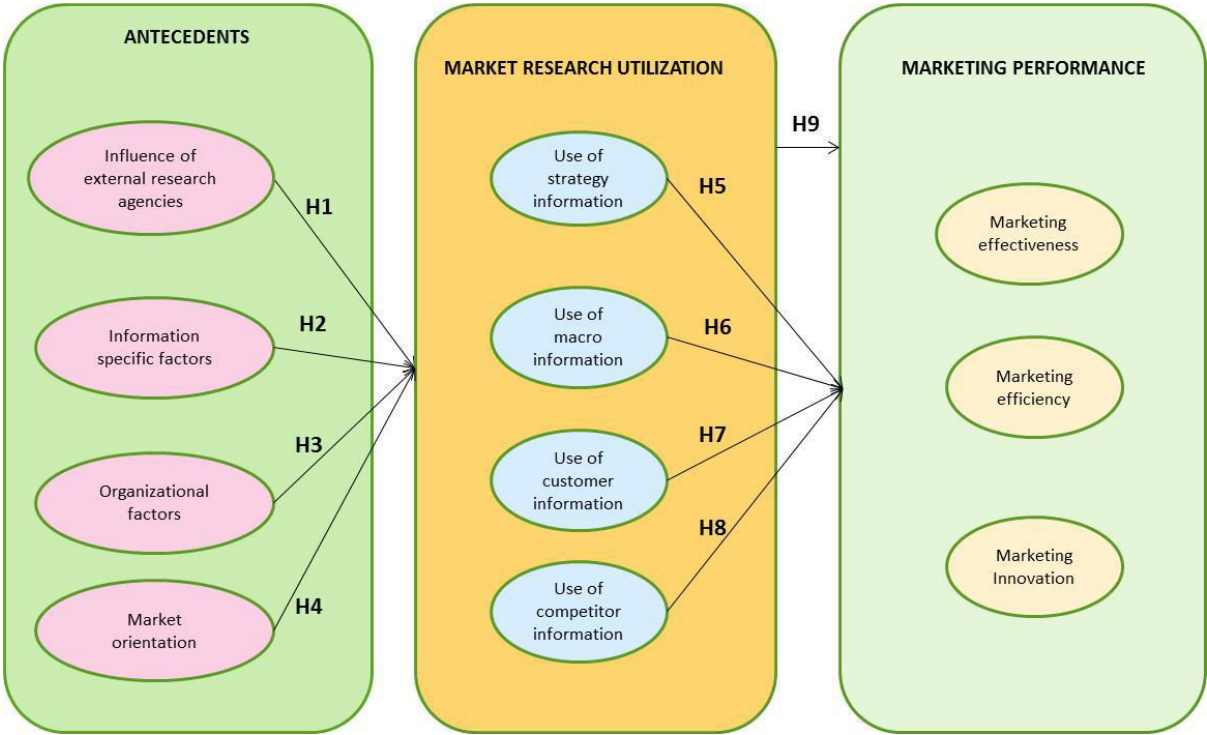 ANTECEDENTS
Influence of
external research
agencies
H1
Information
specific factors
H2
Organizational
factors
H3
Market
orientation
H4
MARKET RESEARCH UTILIZATION
Use of
strategy
information
H5
Use of
macro
information
H6
Use of
customer
information
H7
Use of
competitor
information
H8
H9
MARKETING PERFORMANCE
Marketing
effectiveness
Marketing
efficiency
Marketing
Innovation